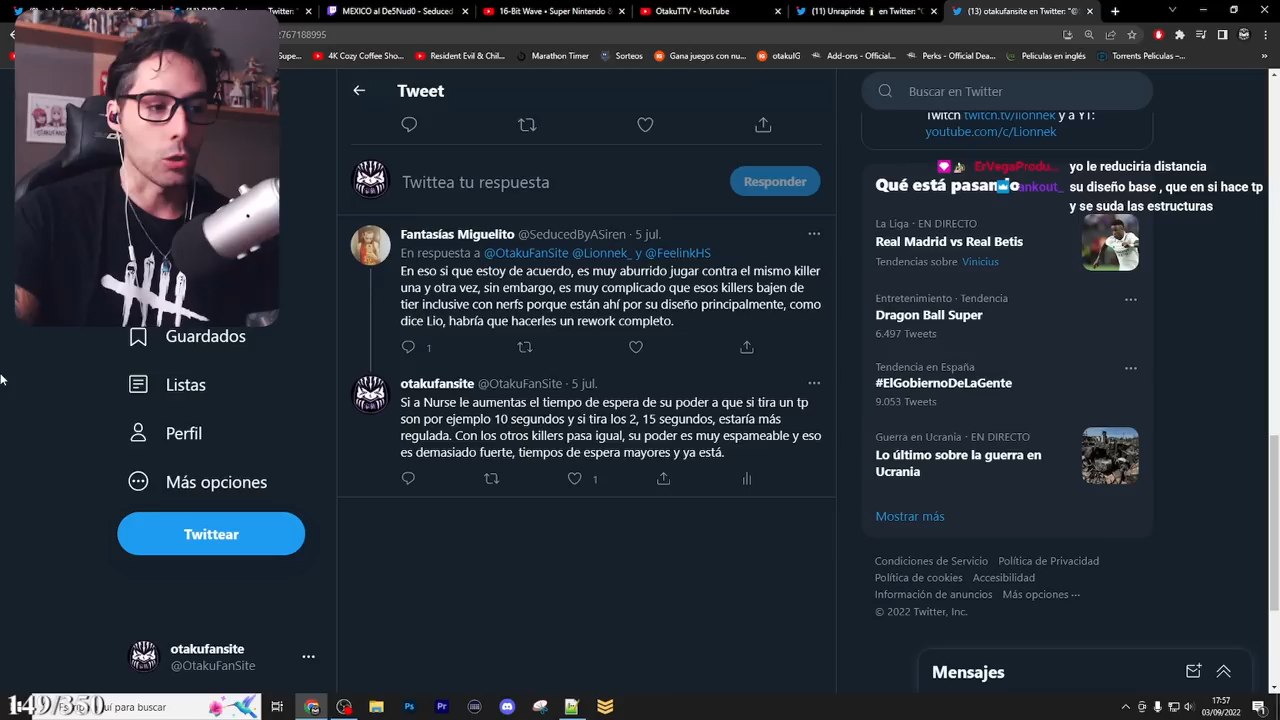 MEXICO al DeSNud0 - Seduced
16-Bit Wave • Super Nintendo &
OtakuTTV - YouTube
(11) Unrapinde en Twitter: "
(13) otakufansite en Twitter: "
2767188995
4K Cozy Coffee Sho...
Resident Evil & Chil...
Marathon Timer
Sorteos
Gana juegos con nu...
otakuIG
Add-ons - Official...
Perks - Official Dea...
Peliculas en inglés
Torrents Peliculas –...
Tweet
Twittea tu respuesta
Responder
Fantasías Miguelito @SeducedByASiren · 5 jul.
En respuesta a @OtakuFanSite @Lionnek_ y @FeelinkHS
En eso si que estoy de acuerdo, es muy aburrido jugar contra el mismo killer
una y otra vez, sin embargo, es muy complicado que esos killers bajen de
tier inclusive con nerfs porque están ahí por su diseño principalmente, como
dice Lio, habría que hacerles un rework completo.
1
otakufansite @OtakuFanSite · 5 jul.
Si a Nurse le aumentas el tiempo de espera de su poder a que si tira un tp
son por ejemplo 10 segundos y si tira los 2, 15 segundos, estaría más
regulada. Con los otros killers pasa igual, su poder es muy espameable y eso
es demasiado fuerte, tiempos de espera mayores y ya está.
1
Guardados
Listas
Perfil
Más opciones
Twittear
otakufansite
@OtakuFanSite
Buscar en Twitter
Twitch twitch.tv/lionnek y a YT:
youtube.com/c/Lionnek
ErVegaProdu... yo le reduciria distancia
ankout_ su diseño base , que en si hace tp
y se suda las estructuras
Qué está pasando
La Liga · EN DIRECTO
Real Madrid vs Real Betis
Tendencias sobre Vinicius
Entretenimiento · Tendencia
Dragon Ball Super
6.497 Tweets
Tendencia en España
#ElGobiernoDeLaGente
9.053 Tweets
Guerra en Ucrania · EN DIRECTO
Lo último sobre la guerra en
Ucrania
Mostrar más
Condiciones de Servicio Política de Privacidad
Política de cookies Accesibilidad
Información de anuncios Más opciones ···
© 2022 Twitter, Inc.
Mensajes
149/350
aquí para buscar
17:57
03/09/2022